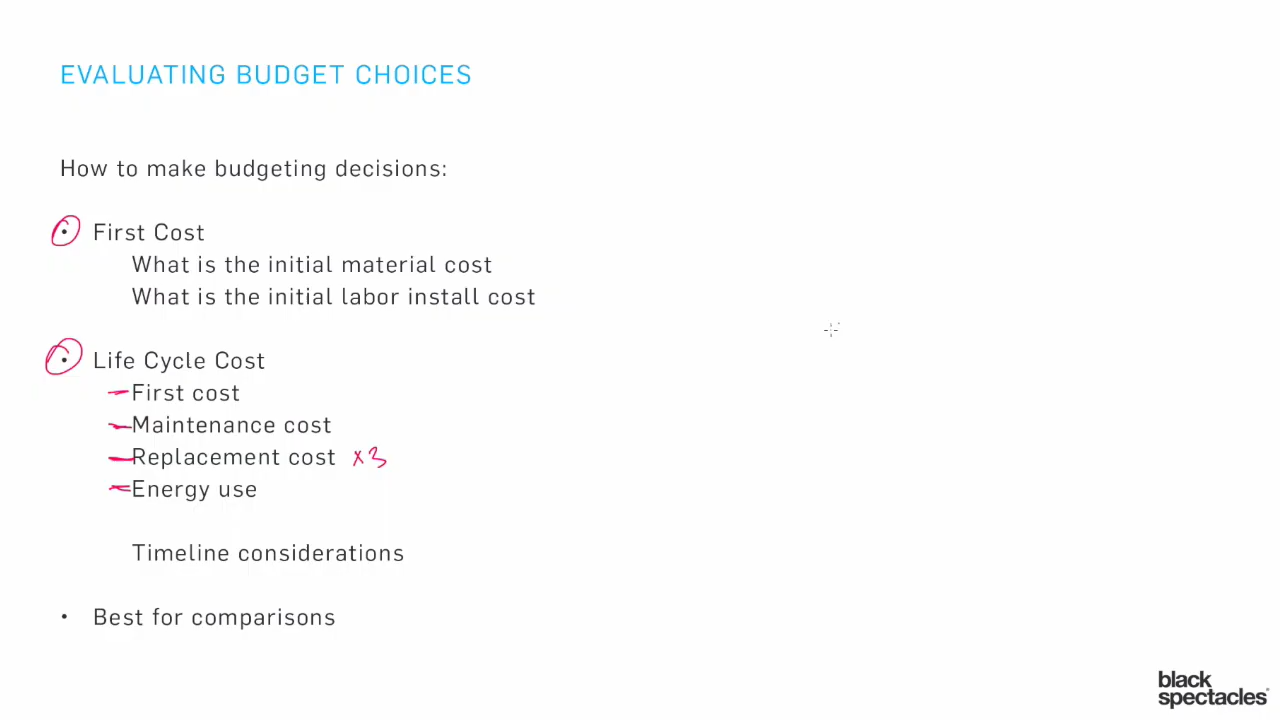 EVALUATING BUDGET CHOICES
How to make budgeting decisions:
• First Cost
What is the initial material cost
What is the initial labor install cost
• Life Cycle Cost
First cost
Maintenance cost
Replacement cost x3
Energy use
Timeline considerations
• Best for comparisons
black
spectacles